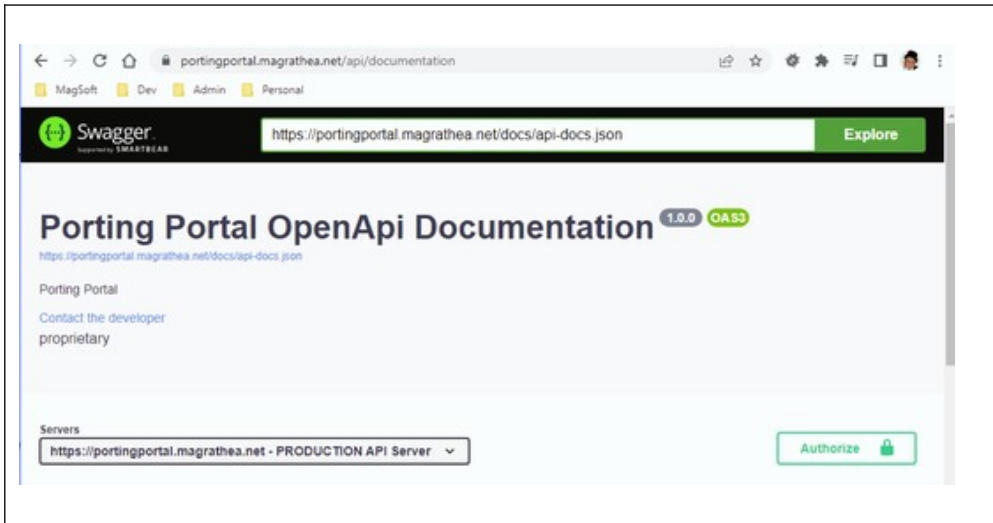 portingportal.magrathea.net/api/documentation
MagSoft Dev Admin Personal
Swagger. https://portingportal.magrathea.net/docs/api-docs.json Explore
Supported by SMARTBEAR
Porting Portal OpenApi Documentation 1.0.0 OAS3
https://portingportal.magrathea.net/docs/api-docs.json
Porting Portal
Contact the developer
proprietary
Servers
https://portingportal.magrathea.net - PRODUCTION API Server Authorize